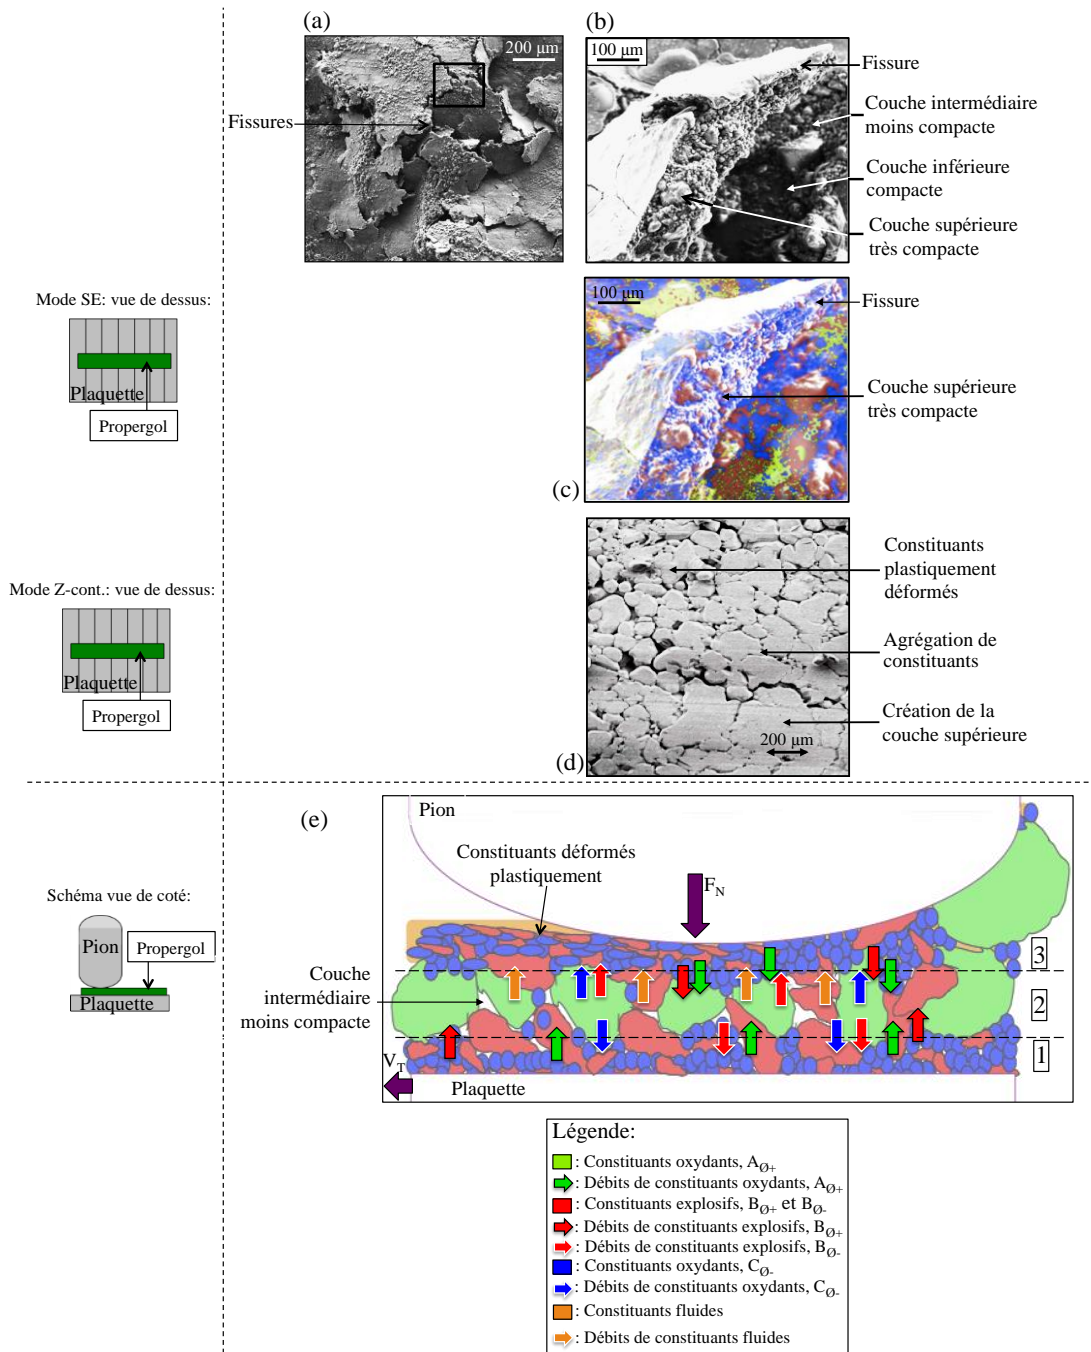 (a)
200 µm
Fissures
(b)
100 µm
Fissure
Couche intermédiaire
moins compacte
Couche inférieure
compacte
Couche supérieure
très compacte
Mode SE: vue de dessus:
Plaquette
Propergol
100 µm
Fissure
Couche supérieure
très compacte
(c)
Mode Z-cont.: vue de dessus:
Plaquette
Propergol
Constituants
plastiquement
déformés
Agrégation de
constituants
Création de la
couche supérieure
200 µm
(d)
(e)
Pion
Constituants déformés
plastiquement
F_N
Schéma vue de coté:
Pion
Propergol
Plaquette
Couche
intermédiaire
moins compacte
3
2
1
V_T
Plaquette
Légende:
: Constituants oxydants, A_Ø+
: Débits de constituants oxydants, A_Ø+
: Constituants explosifs, B_Ø+ et B_Ø-
: Débits de constituants explosifs, B_Ø+
: Débits de constituants explosifs, B_Ø-
: Constituants oxydants, C_Ø-
: Débits de constituants oxydants, C_Ø-
: Constituants fluides
: Débits de constituants fluides